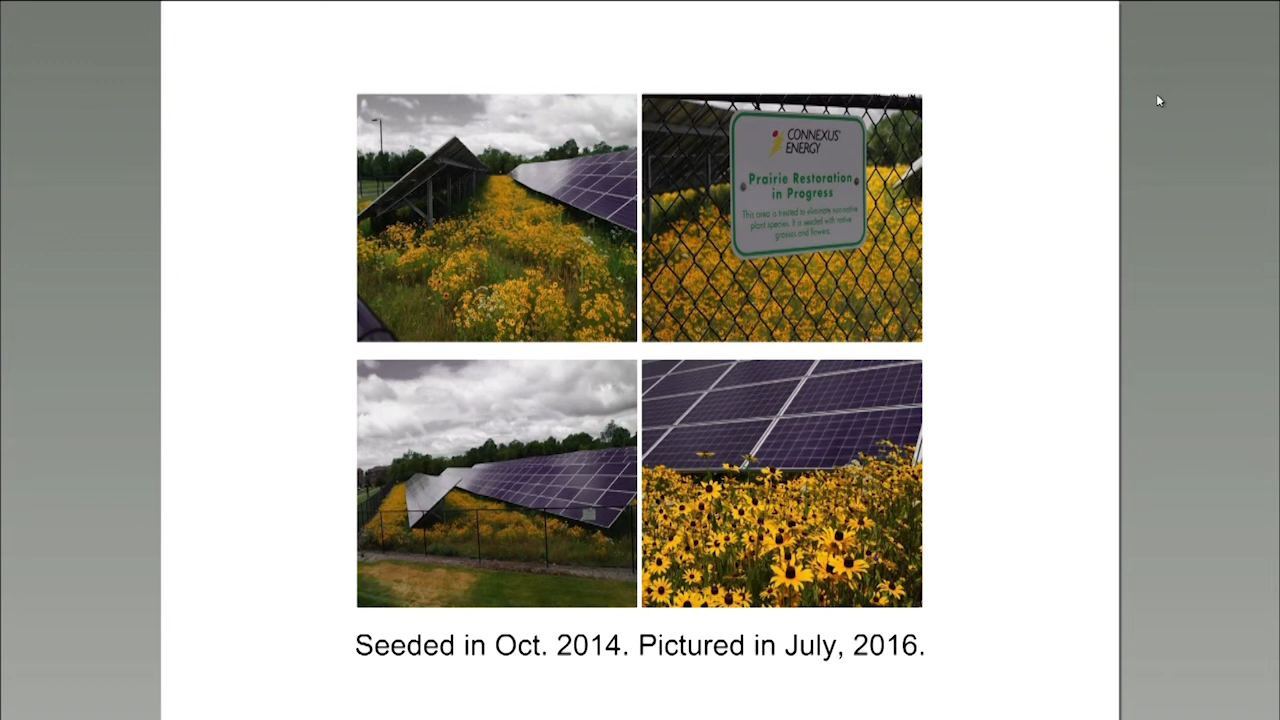 CONNEXUS'
ENERGY
Prairie Restoration
in Progress
This area is treated to eliminate non-native
plant species. It is seeded with native
grasses and flowers.
Seeded in Oct. 2014. Pictured in July, 2016.